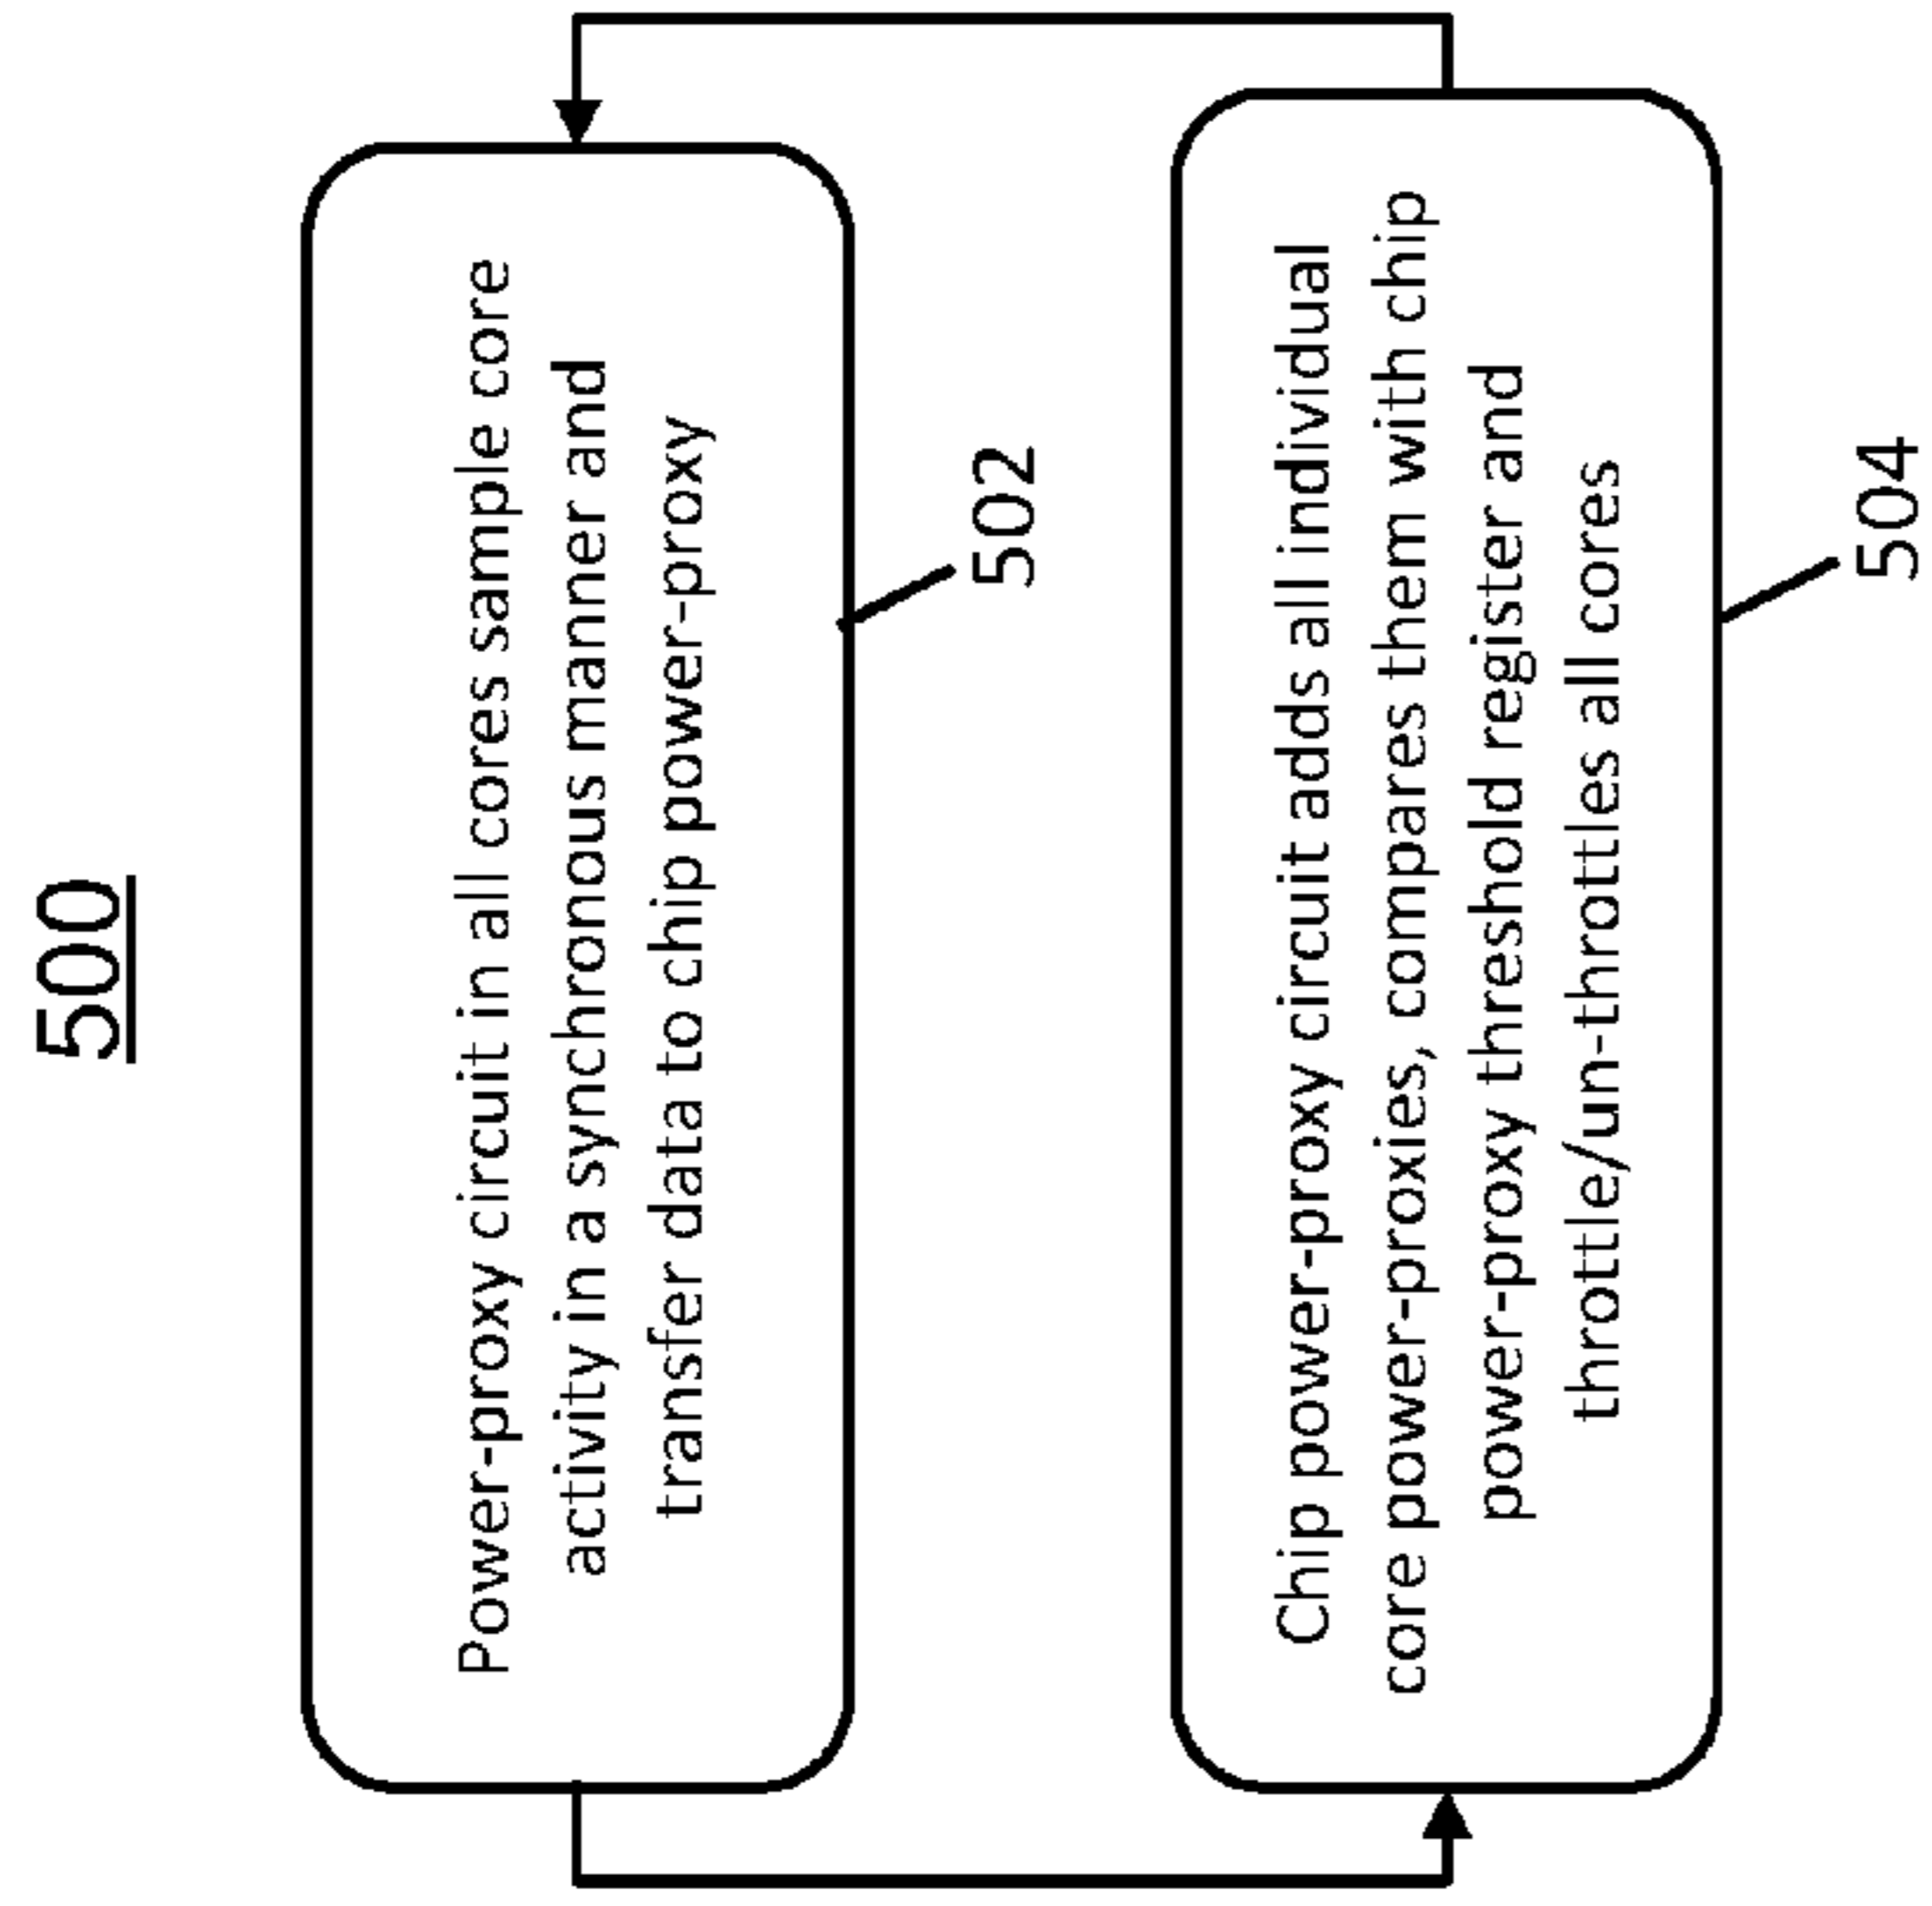 500
Power-proxy circuit in all cores sample core
activity in a synchronous manner and
transfer data to chip power-proxy
502
Chip power-proxy circuit adds all individual
core power-proxies, compares them with chip
power-proxy threshold register and
throttle/un-throttles all cores
504